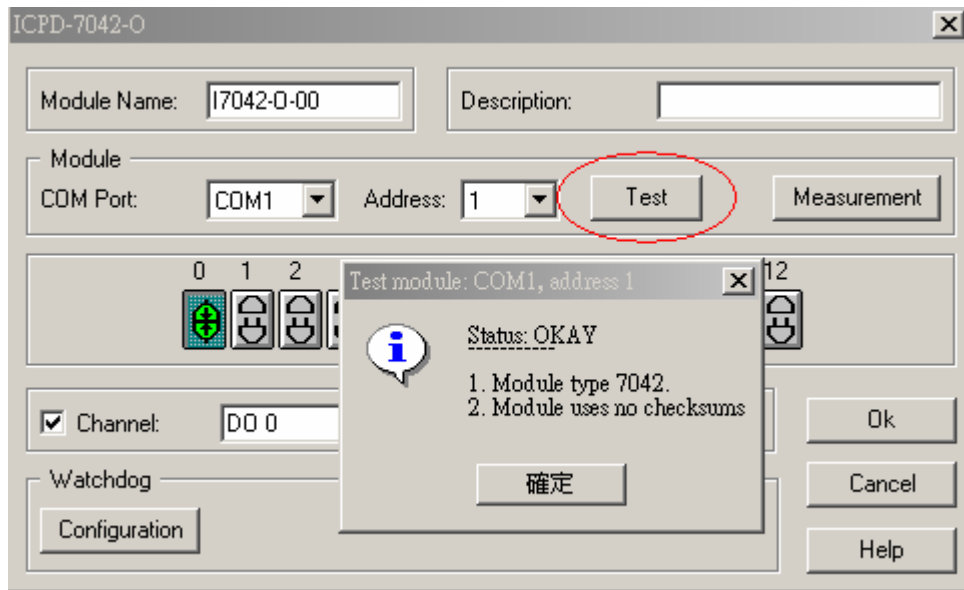 ICPD-7042-O
Module Name: I7042-O-00 Description:
Module
COM Port: COM1 Address: 1 Test Measurement
0 1 2 12
Test module: COM1, address 1
Status: OKAY
1. Module type 7042.
2. Module uses no checksums
確定
Channel: DO 0
Ok
Watchdog
Cancel
Configuration
Help